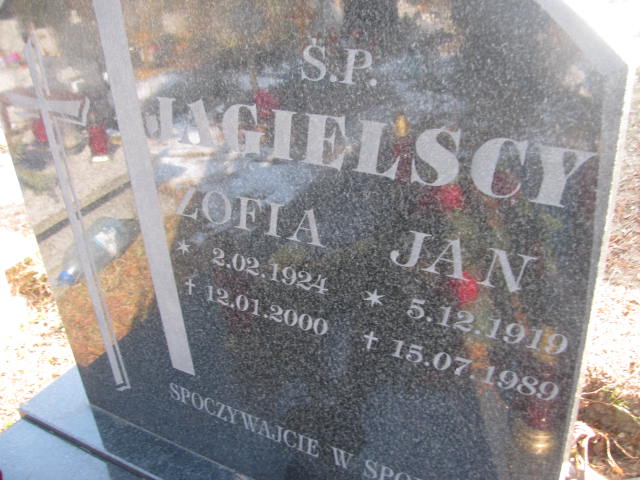 Ś.P.
JAGIELSCY
ZOFIA JAN
* 2.02.1924 * 5.12.1919
† 12.01.2000 † 15.07.1989
SPOCZYWAJCIE W